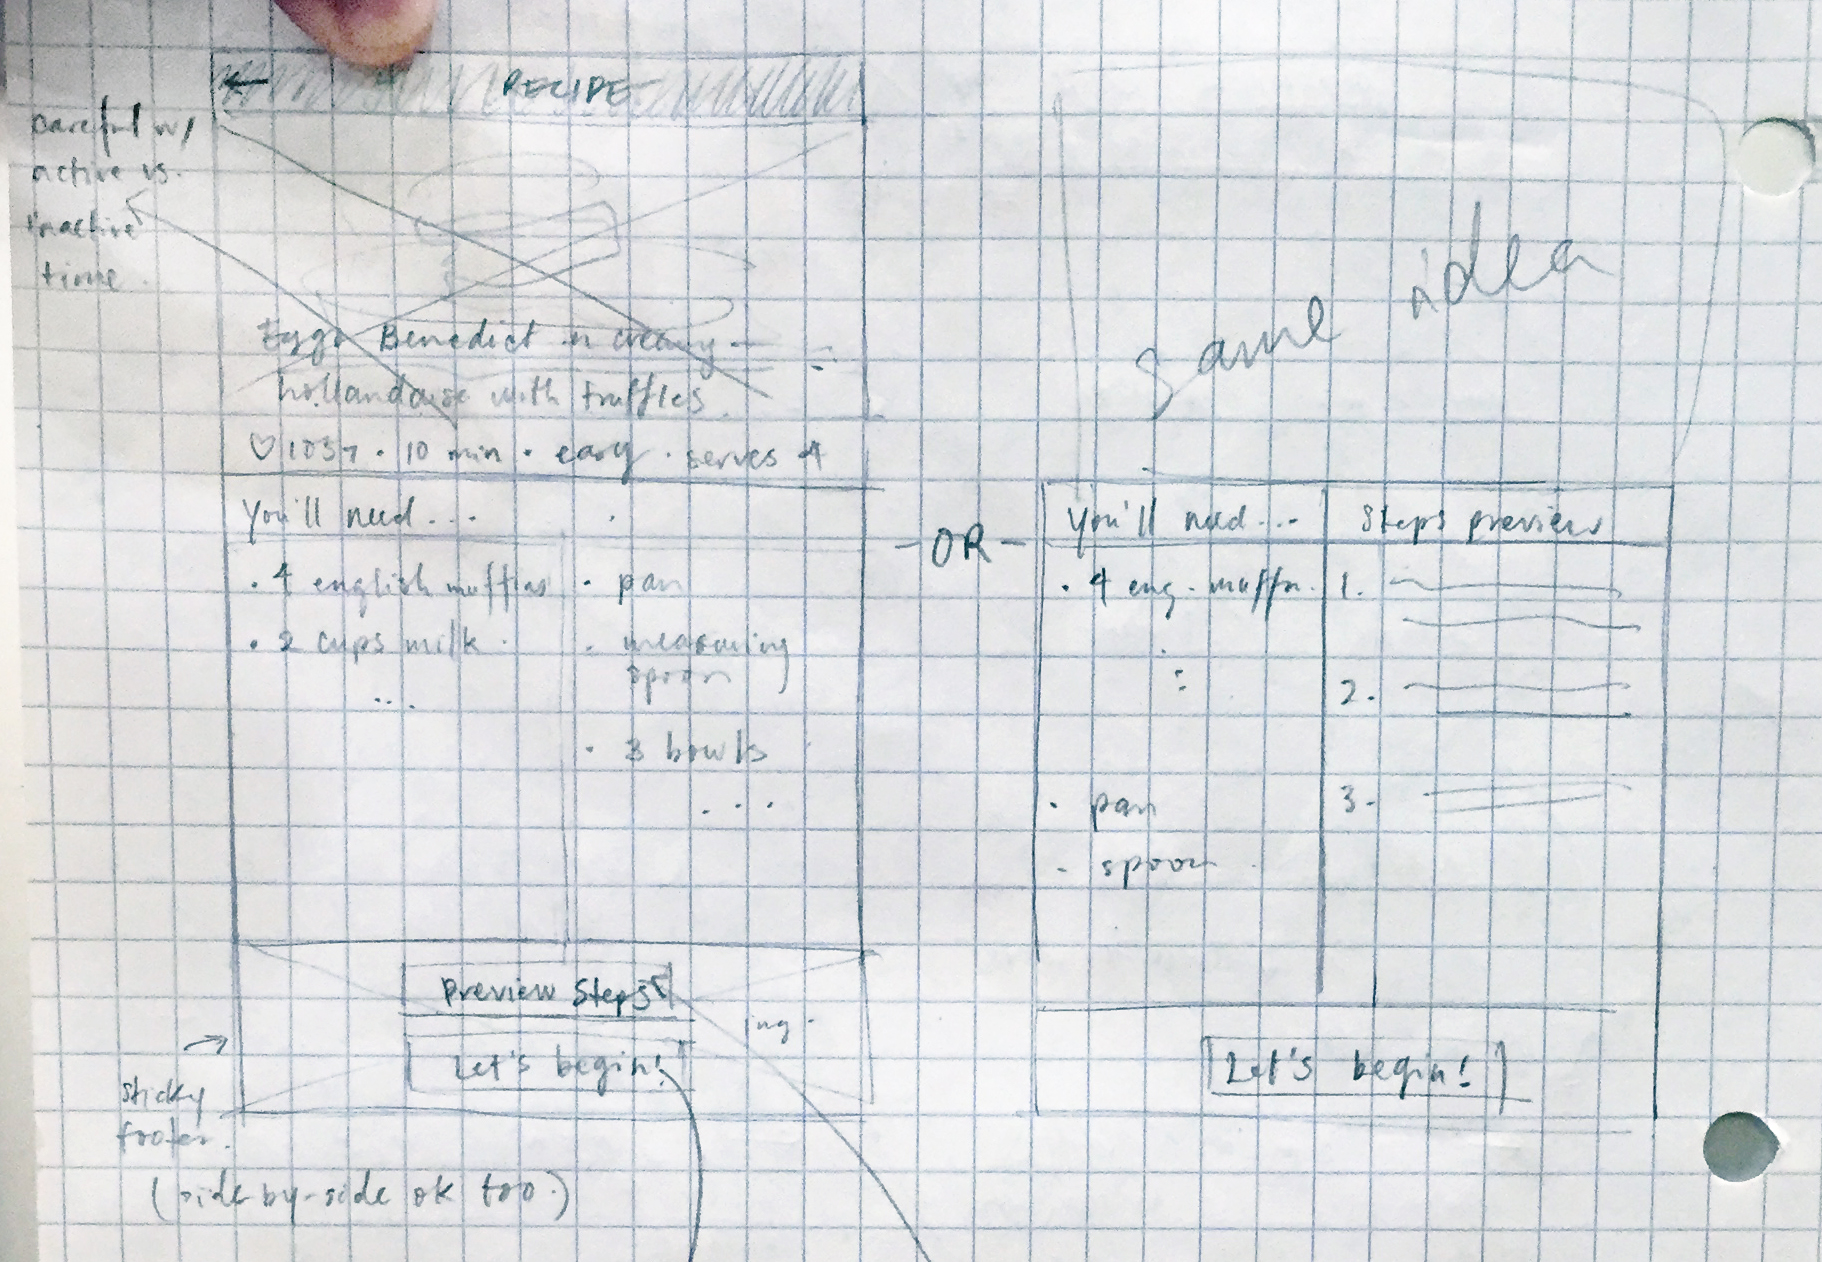 ← RECIPE
careful w/
active vs.
inactive
time.
Eggs Benedict in creamy
hollandaise with truffles
♡ 1037 · 10 min · easy · serves 4
You'll need...
· 4 english muffins
· 2 cups milk
...
· pan
· measuring
spoon
· 3 bowls
...
Preview Steps
Let's begin!
ing
sticky
footer.
(side-by-side ok too.)
-OR-
same idea
You'll need...
· 4 eng. muffn.
· pan
- spoon
Steps preview
1.
2.
3.
Let's begin!